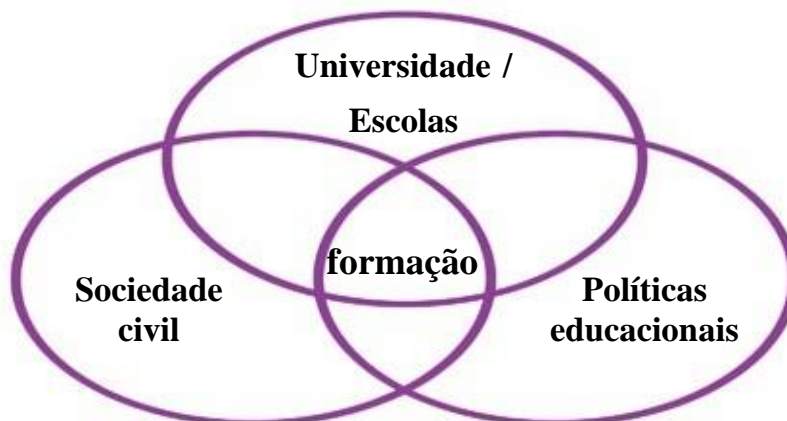 Universidade /
Escolas
formação
Sociedade
civil
Políticas
educacionais